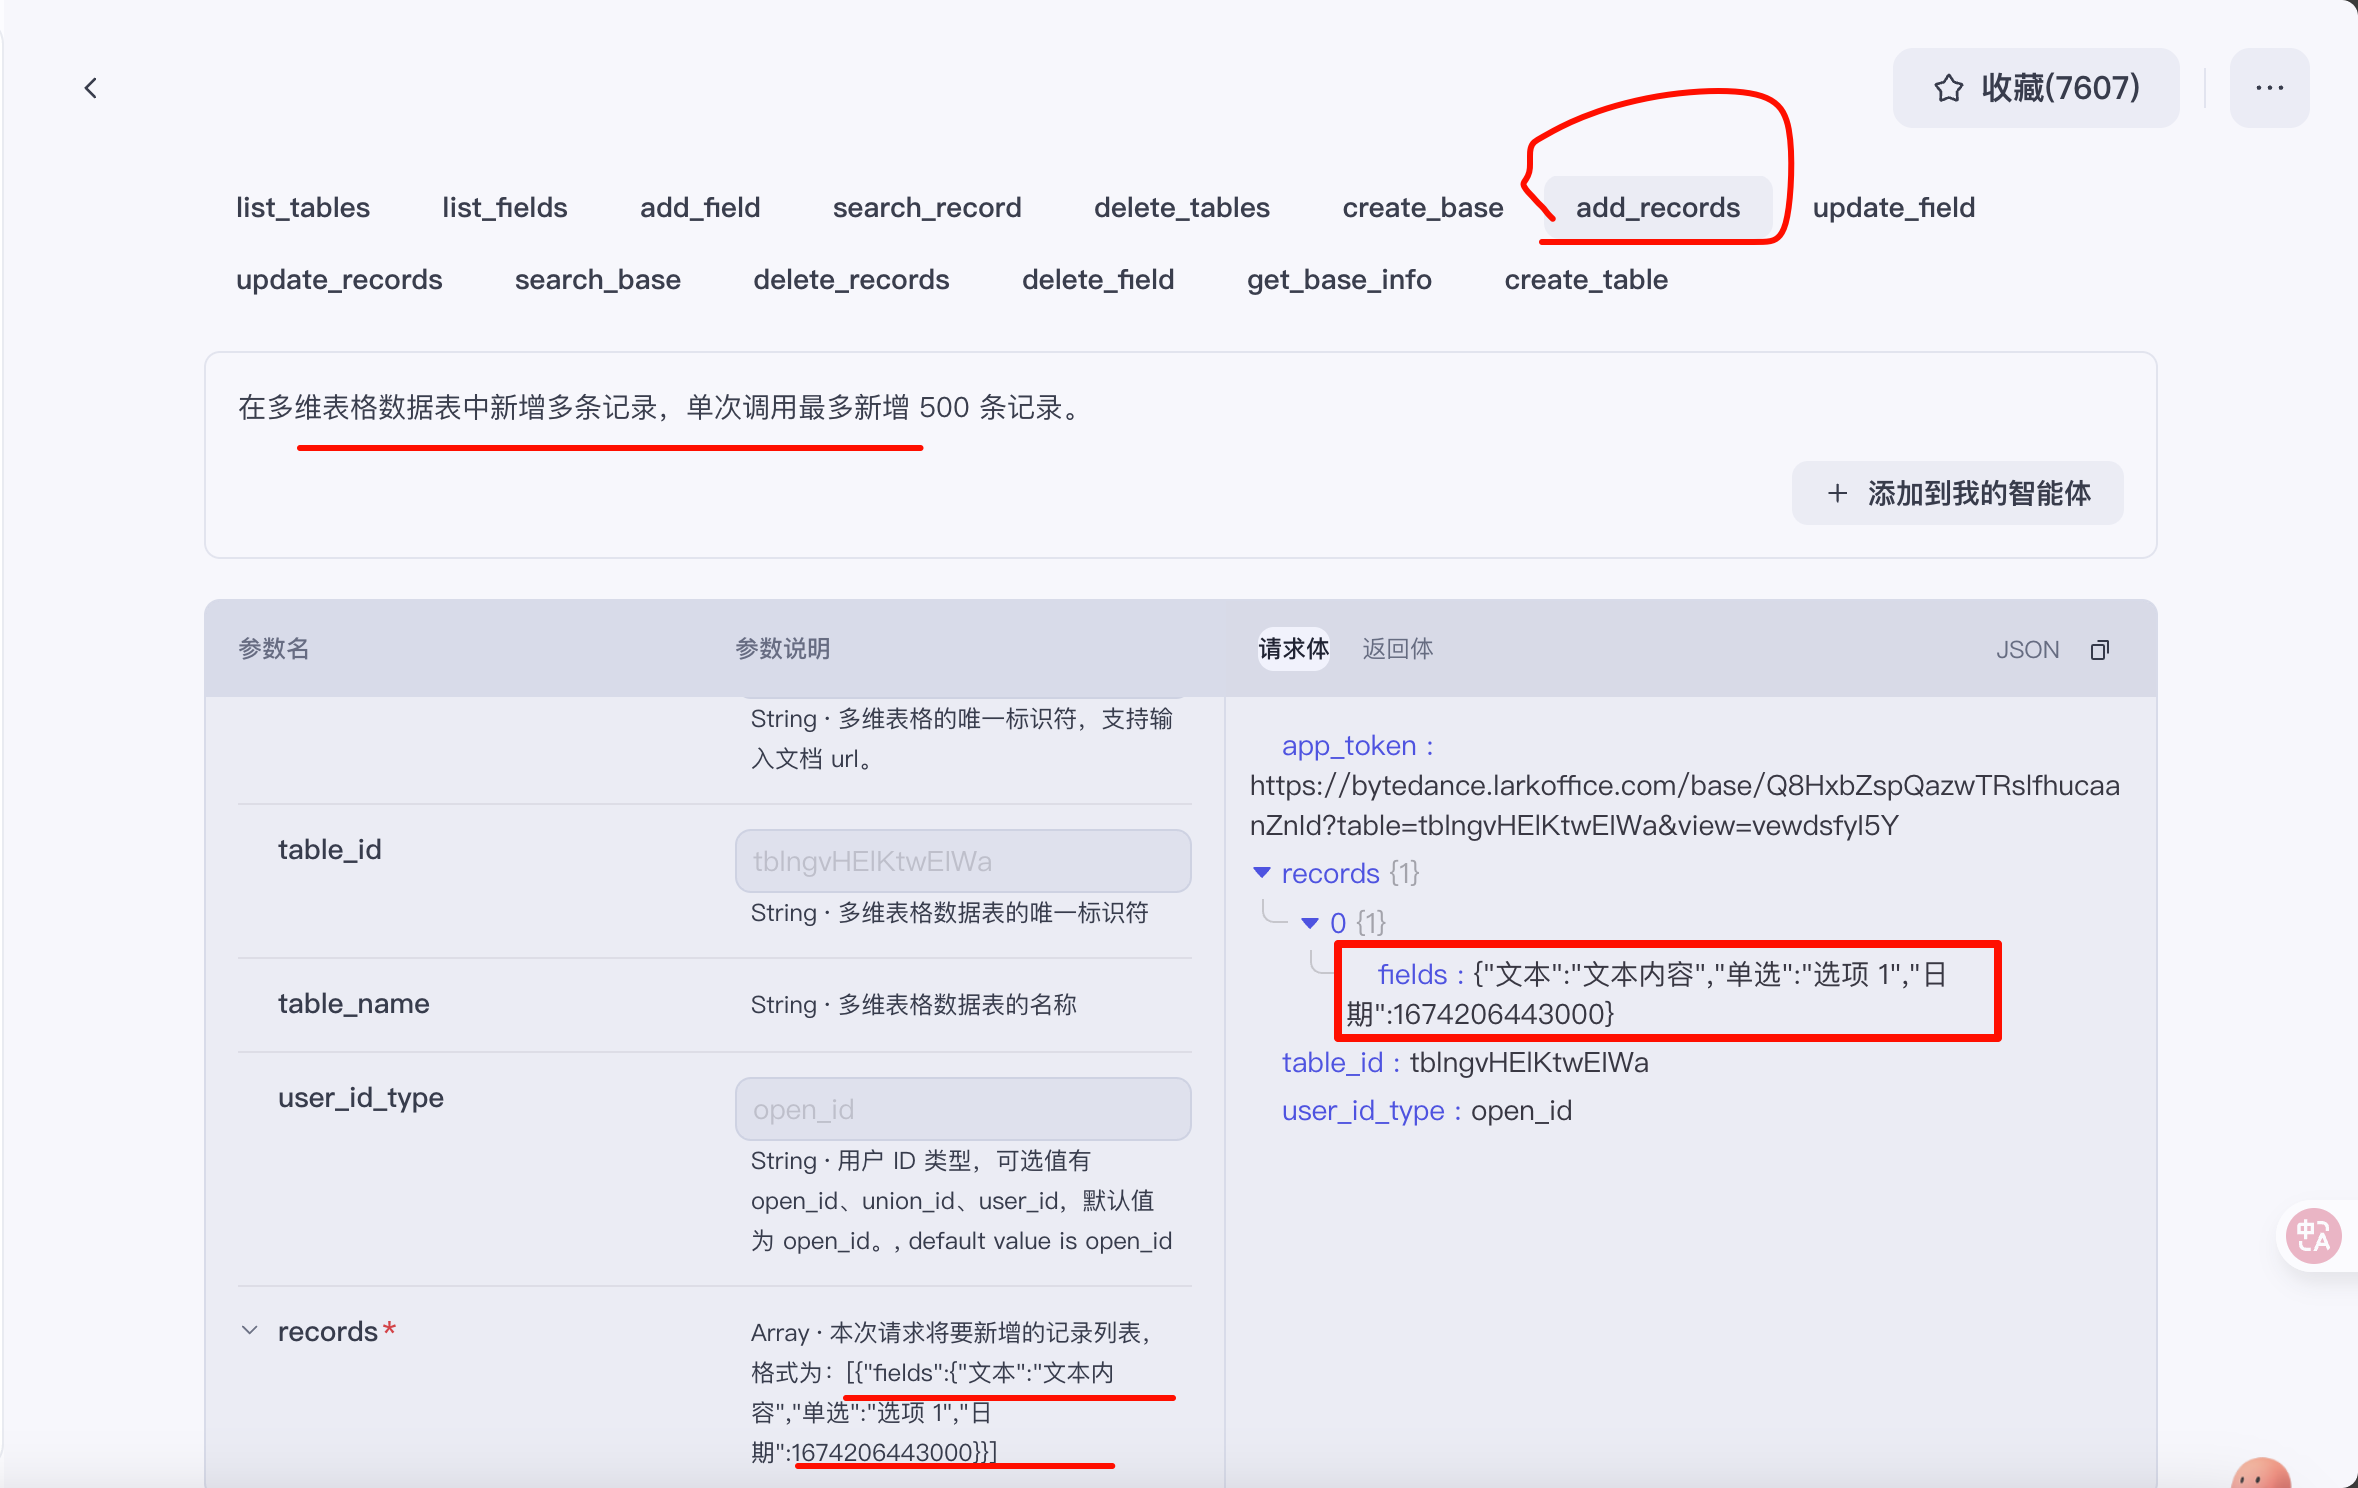 收藏(7607)
list_tables list_fields add_field search_record delete_tables create_base add_records update_field
update_records search_base delete_records delete_field get_base_info create_table
在多维表格数据表中新增多条记录，单次调用最多新增 500 条记录。
+ 添加到我的智能体
参数名 参数说明
String · 多维表格的唯一标识符，支持输
入文档 url。
table_id tblngvHElKtwElWa
String · 多维表格数据表的唯一标识符
table_name String · 多维表格数据表的名称
user_id_type open_id
String · 用户 ID 类型，可选值有
open_id、union_id、user_id，默认值
为 open_id。, default value is open_id
records* Array · 本次请求将要新增的记录列表，
格式为：[{"fields":{"文本":"文本内
容","单选":"选项 1","日
期":1674206443000}}]
请求体 返回体 JSON
app_token :
https://bytedance.larkoffice.com/base/Q8HxbZspQazwTRslfhucaa
nZnld?table=tblngvHElKtwElWa&view=vewdsfyI5Y
records {1}
0 {1}
fields : {"文本":"文本内容","单选":"选项 1","日
期":1674206443000}
table_id : tblngvHElKtwElWa
user_id_type : open_id
中A